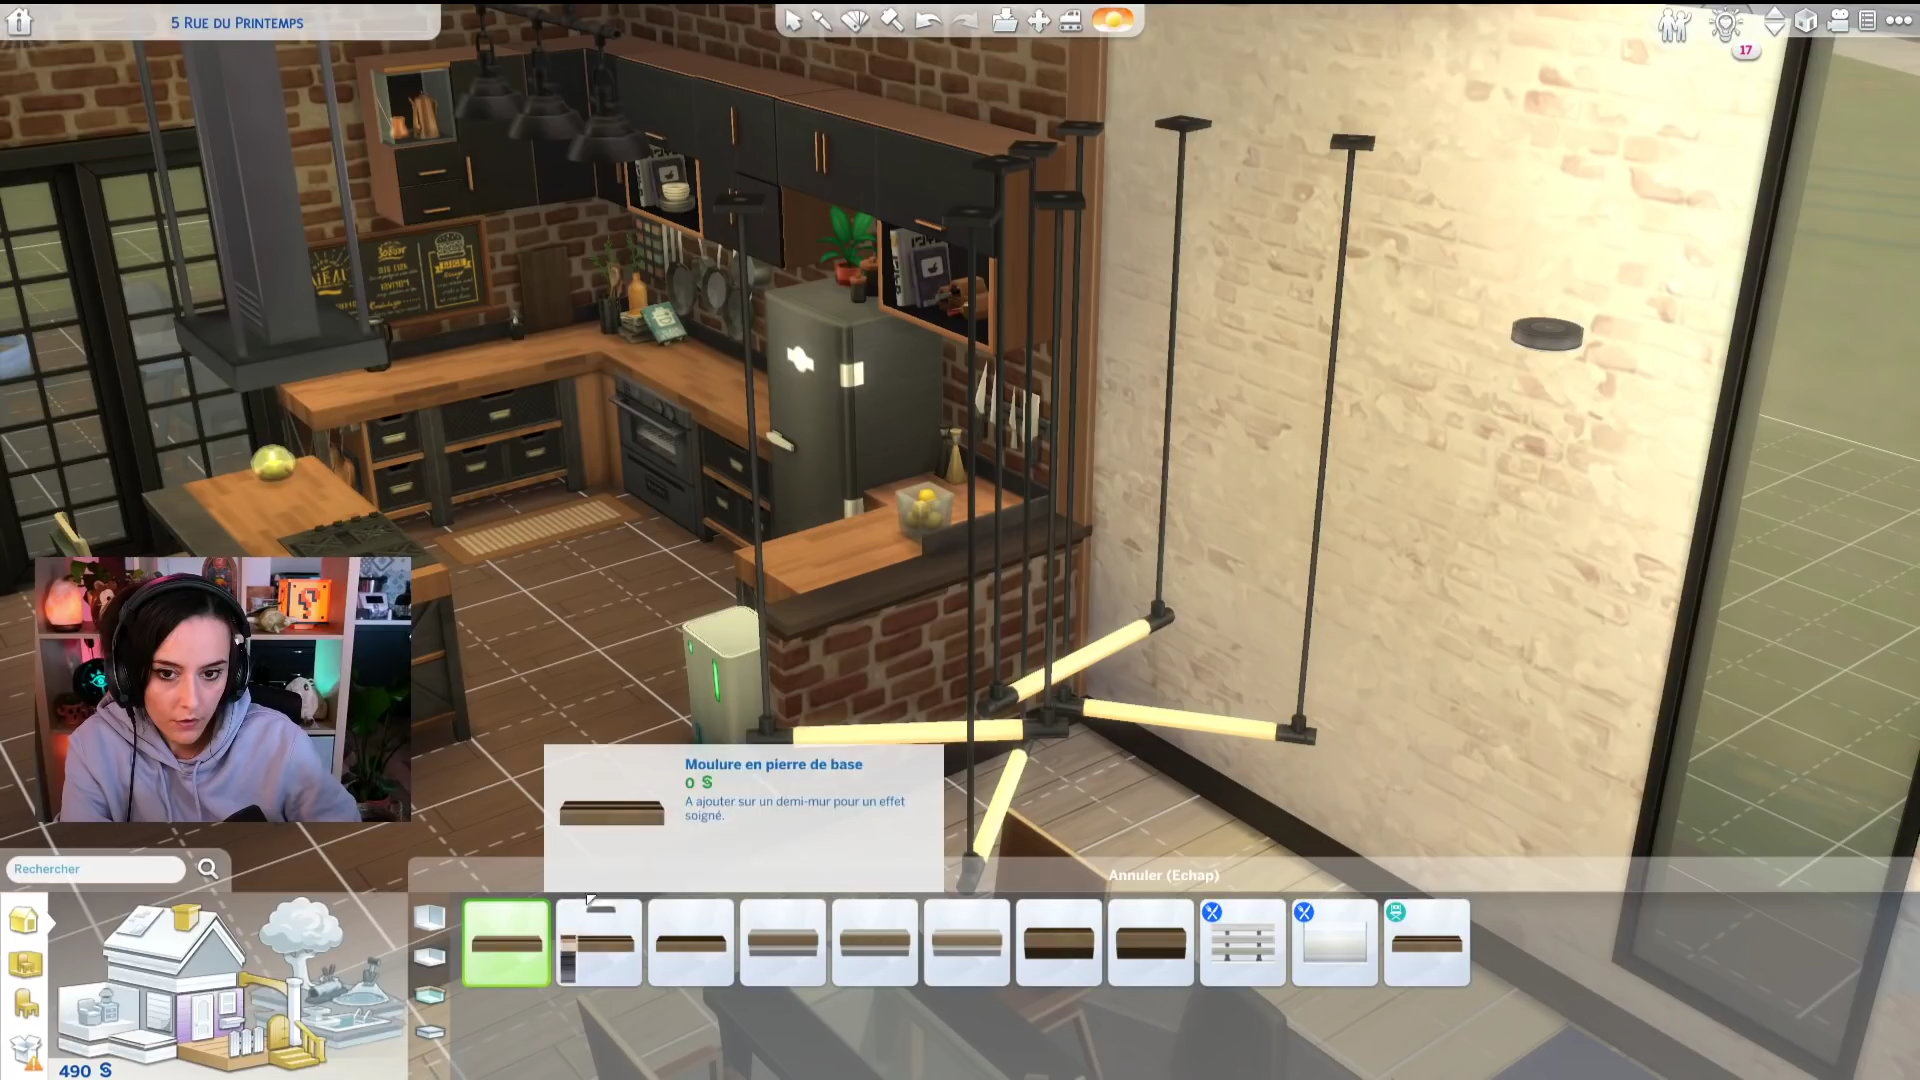 5 Rue du Printemps
17
Moulure en pierre de base
0 §
A ajouter sur un demi-mur pour un effet
soigné.
Rechercher
Annuler (Echap)
490 §